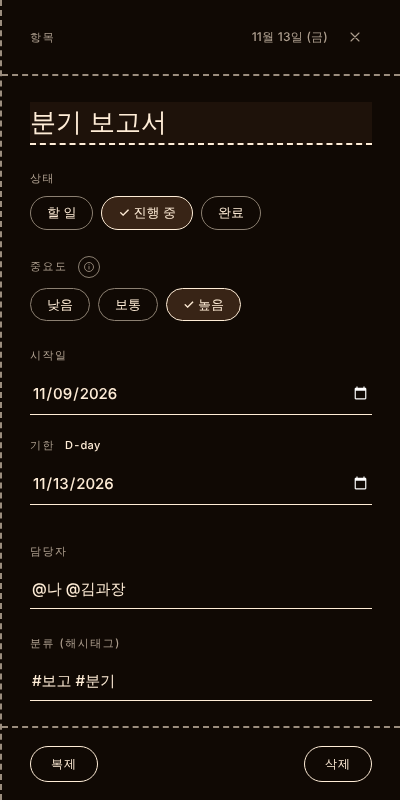 항목
11월 13일 (금)
분기 보고서
상태
할 일
진행 중
완료
중요도
낮음
보통
높음
시작일
11/09/2026
기한 D-day
11/13/2026
담당자
@나 @김과장
분류 (해시태그)
#보고 #분기
복제
삭제